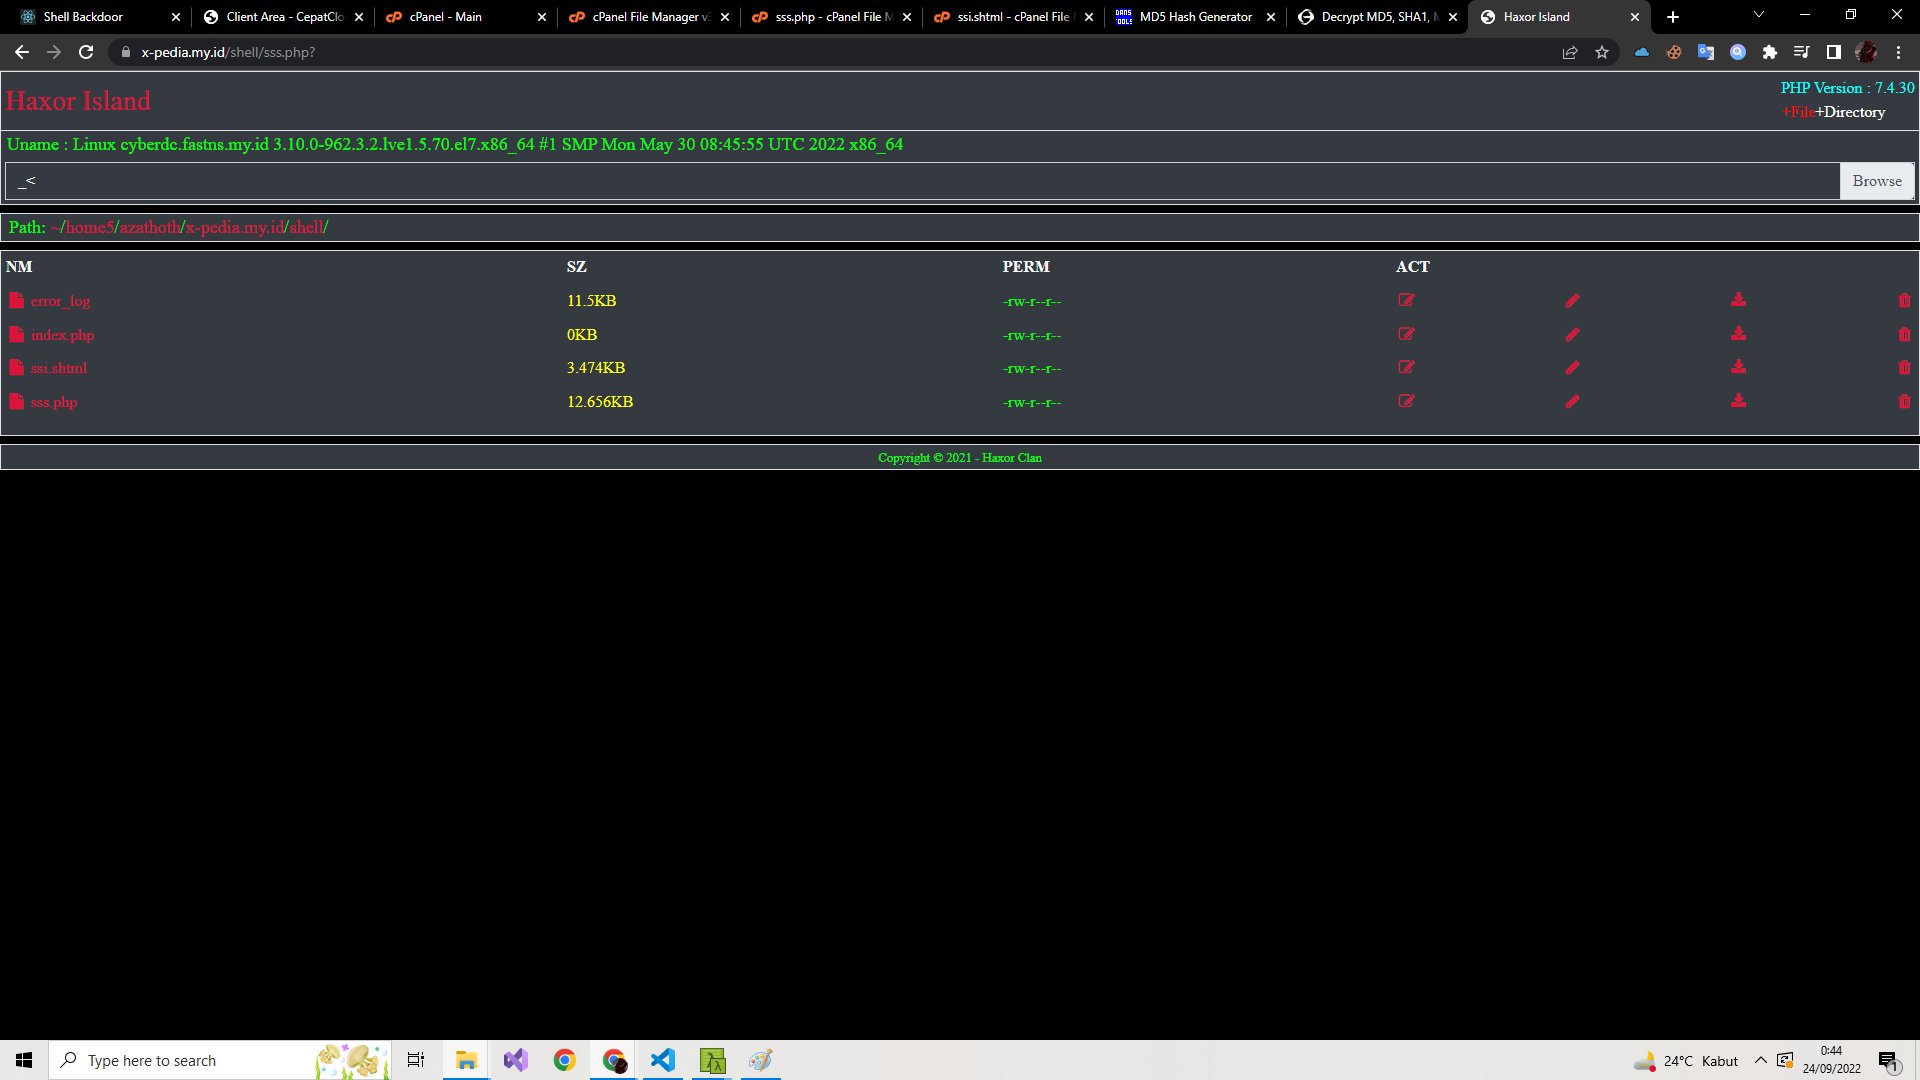 Shell Backdoor
Client Area - CepatClo
cPanel - Main
cPanel File Manager v3
sss.php - cPanel File M
ssi.shtml - cPanel File
MD5 Hash Generator
Decrypt MD5, SHA1, M
Haxor Island
x-pedia.my.id/shell/sss.php?
Haxor Island
PHP Version : 7.4.30
+File+Directory
Uname : Linux cyberdc.fastns.my.id 3.10.0-962.3.2.lve1.5.70.el7.x86_64 #1 SMP Mon May 30 08:45:55 UTC 2022 x86_64
_<
Browse
Path: ~/home5/azathoth/x-pedia.my.id/shell/
NM SZ PERM ACT
error_log 11.5KB -rw-r--r--
index.php 0KB -rw-r--r--
ssi.shtml 3.474KB -rw-r--r--
sss.php 12.656KB -rw-r--r--
Copyright © 2021 - Haxor Clan
Type here to search
24°C Kabut
0:44
24/09/2022
1